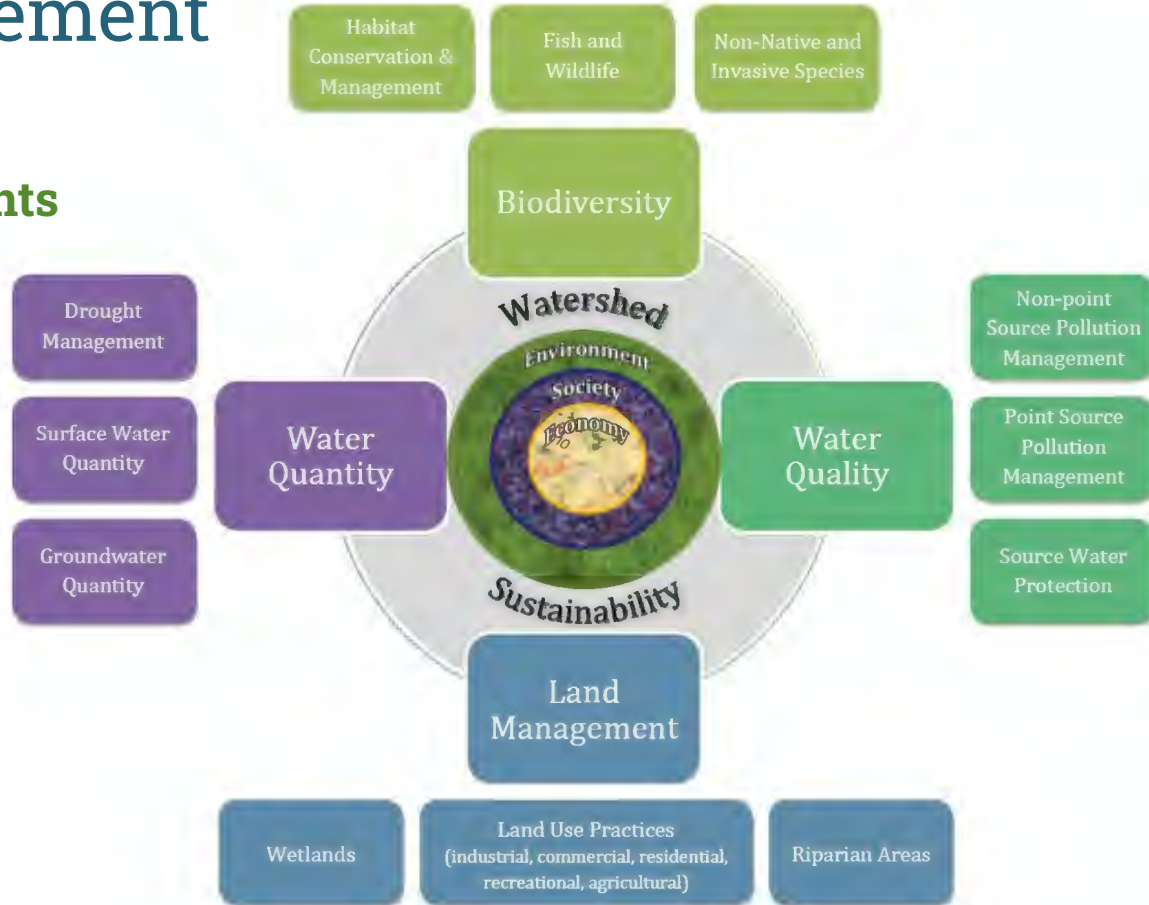 ement
nts
Habitat
Conservation &
Management
Fish and
Wildlife
Non-Native and
Invasive Species
Biodiversity
Drought
Management
Surface Water
Quantity
Groundwater
Quantity
Water
Quantity
Watershed
Environment
Society
Economy
Sustainability
Water
Quality
Non-point
Source Pollution
Management
Point Source
Pollution
Management
Source Water
Protection
Land
Management
Wetlands
Land Use Practices
(industrial, commercial, residential,
recreational, agricultural)
Riparian Areas